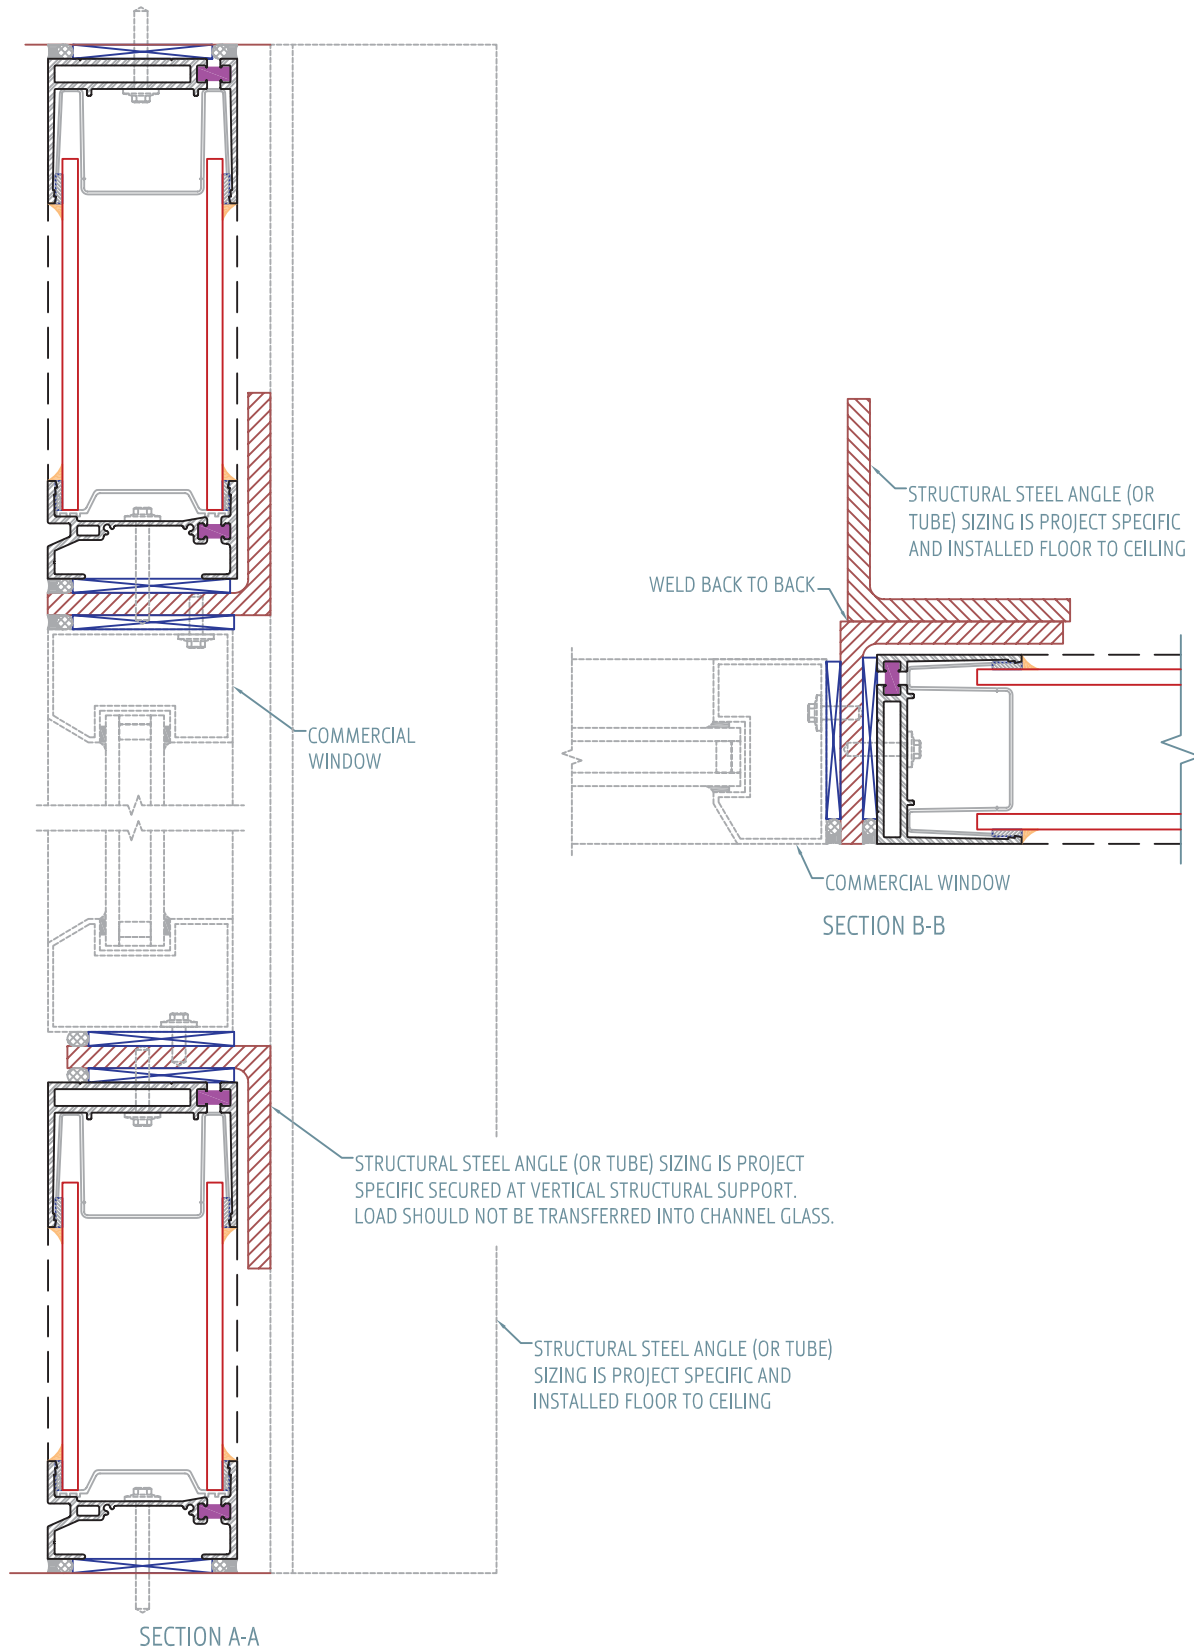 STRUCTURAL STEEL ANGLE (OR
TUBE) SIZING IS PROJECT SPECIFIC
AND INSTALLED FLOOR TO CEILING
WELD BACK TO BACK
COMMERCIAL
WINDOW
COMMERCIAL WINDOW
SECTION B-B
STRUCTURAL STEEL ANGLE (OR TUBE) SIZING IS PROJECT
SPECIFIC SECURED AT VERTICAL STRUCTURAL SUPPORT.
LOAD SHOULD NOT BE TRANSFERRED INTO CHANNEL GLASS.
STRUCTURAL STEEL ANGLE (OR TUBE)
SIZING IS PROJECT SPECIFIC AND
INSTALLED FLOOR TO CEILING
SECTION A-A